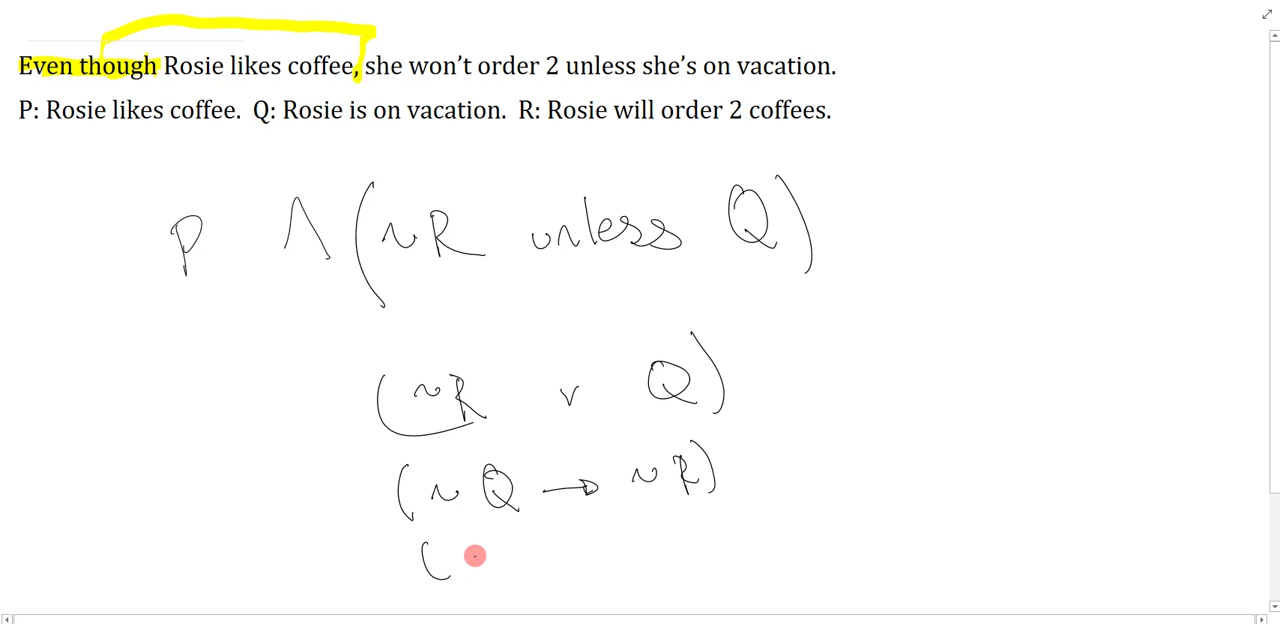 Even though Rosie likes coffee, she won’t order 2 unless she’s on vacation.
P: Rosie likes coffee.  Q: Rosie is on vacation.  R: Rosie will order 2 coffees.
P ∧ (~R unless Q)
(~R ∨ Q)
(~Q → ~R)
(